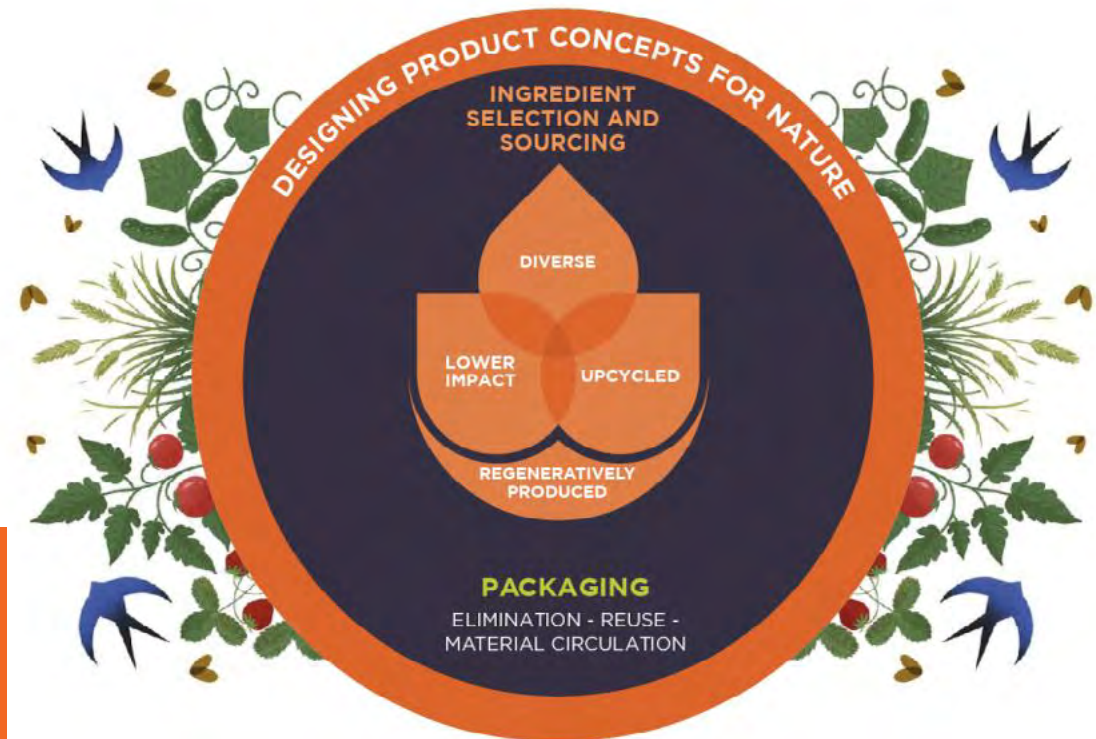 DESIGNING PRODUCT CONCEPTS FOR NATURE
INGREDIENT
SELECTION AND
SOURCING
DIVERSE
LOWER
IMPACT
UPCYCLED
REGENERATIVELY
PRODUCED
PACKAGING
ELIMINATION - REUSE -
MATERIAL CIRCULATION